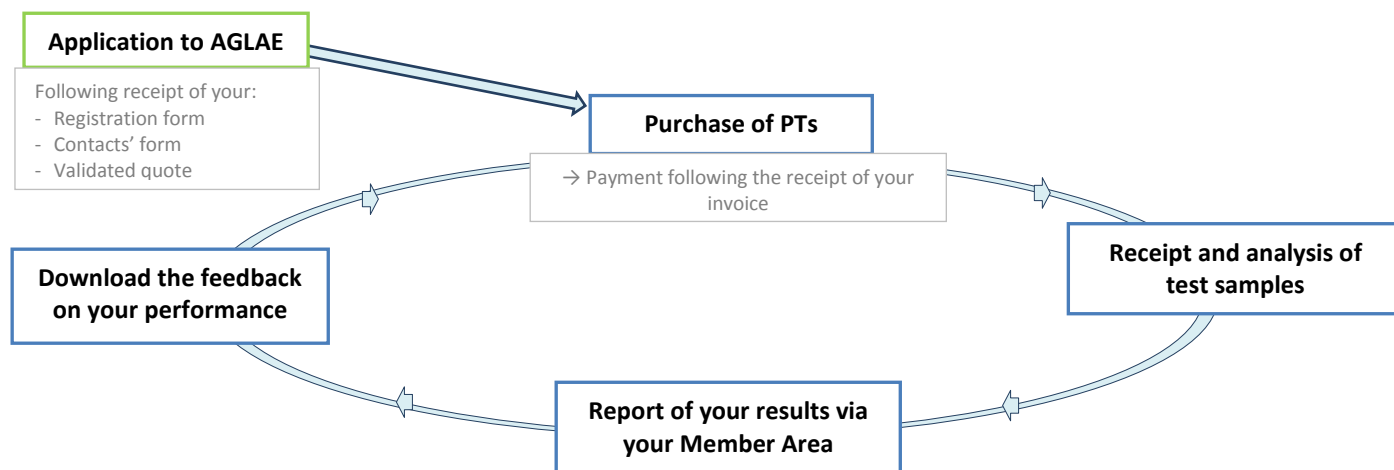 Application to AGLAE
Following receipt of your:
- Registration form
- Contacts' form
- Validated quote
Purchase of PTs
→ Payment following the receipt of your
invoice
Receipt and analysis of
test samples
Report of your results via
your Member Area
Download the feedback
on your performance